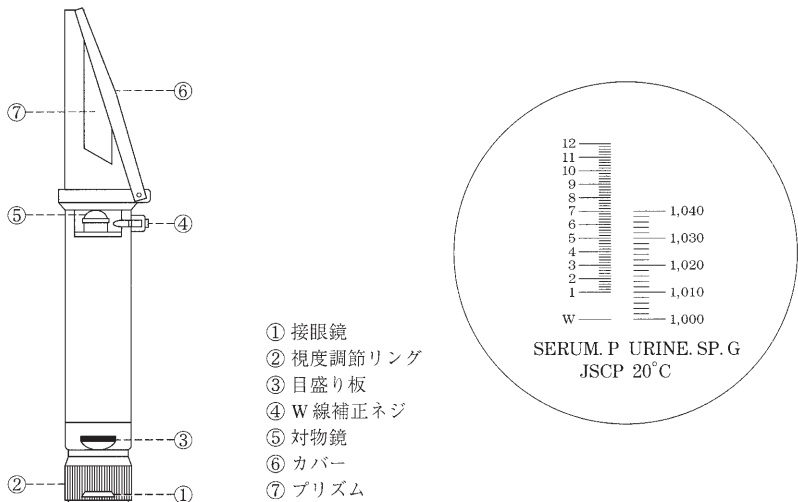 ⑦
⑥
⑤
④
③
②
①
① 接眼鏡
② 視度調節リング
③ 目盛り板
④ W 線補正ネジ
⑤ 対物鏡
⑥ カバー
⑦ プリズム
12
11
10
9
8
7
6
5
4
3
2
1
W
1,040
1,030
1,020
1,010
1,000
SERUM. P URINE. SP. G
JSCP 20°C